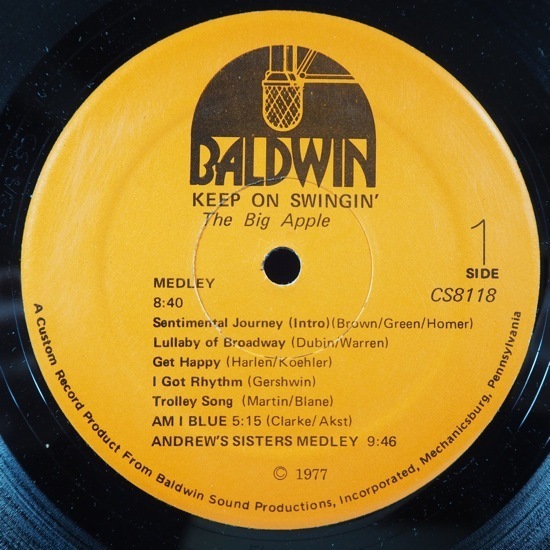 BALDWIN
KEEP ON SWINGIN'
The Big Apple
1
SIDE
CS8118
MEDLEY
8:40
Sentimental Journey (Intro)(Brown/Green/Homer)
Lullaby of Broadway (Dubin/Warren)
Get Happy (Harlen/Koehler)
I Got Rhythm (Gershwin)
Trolley Song (Martin/Blane)
AM I BLUE 5:15 (Clarke/Akst)
ANDREW'S SISTERS MEDLEY 9:46
© 1977
A Custom Record Product From Baldwin Sound Productions, Incorporated, Mechanicsburg, Pennsylvania